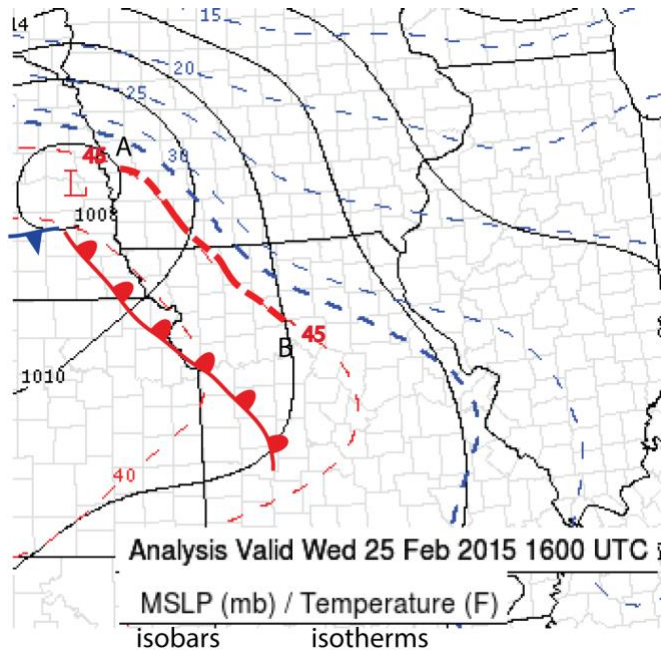 15
14
20
25
45
A
30
L
1008
45
B
1010
40
Analysis Valid Wed 25 Feb 2015 1600 UTC
MSLP (mb) / Temperature (F)
isobars isotherms